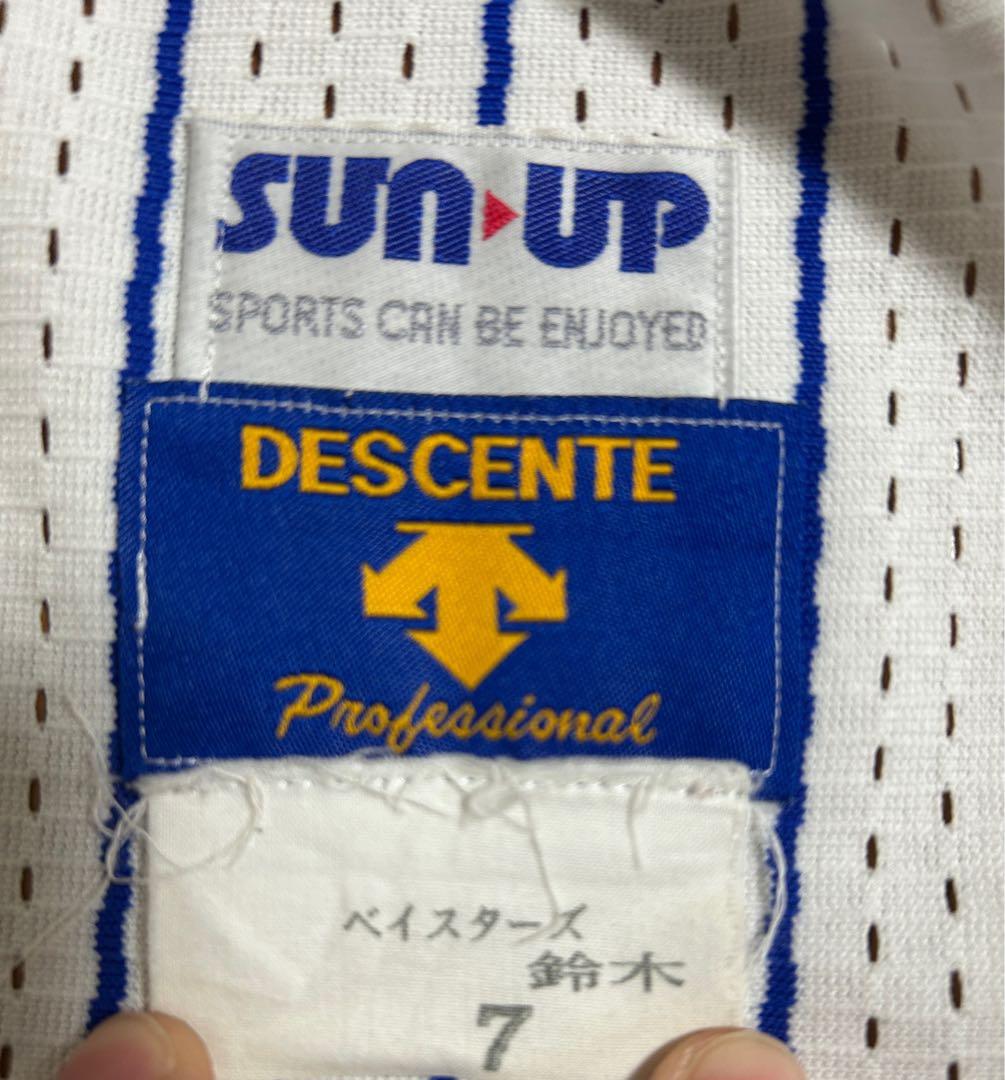 SUN UP
SPORTS CAN BE ENJOYED
DESCENTE
Professional
ベイスターズ
鈴木
7